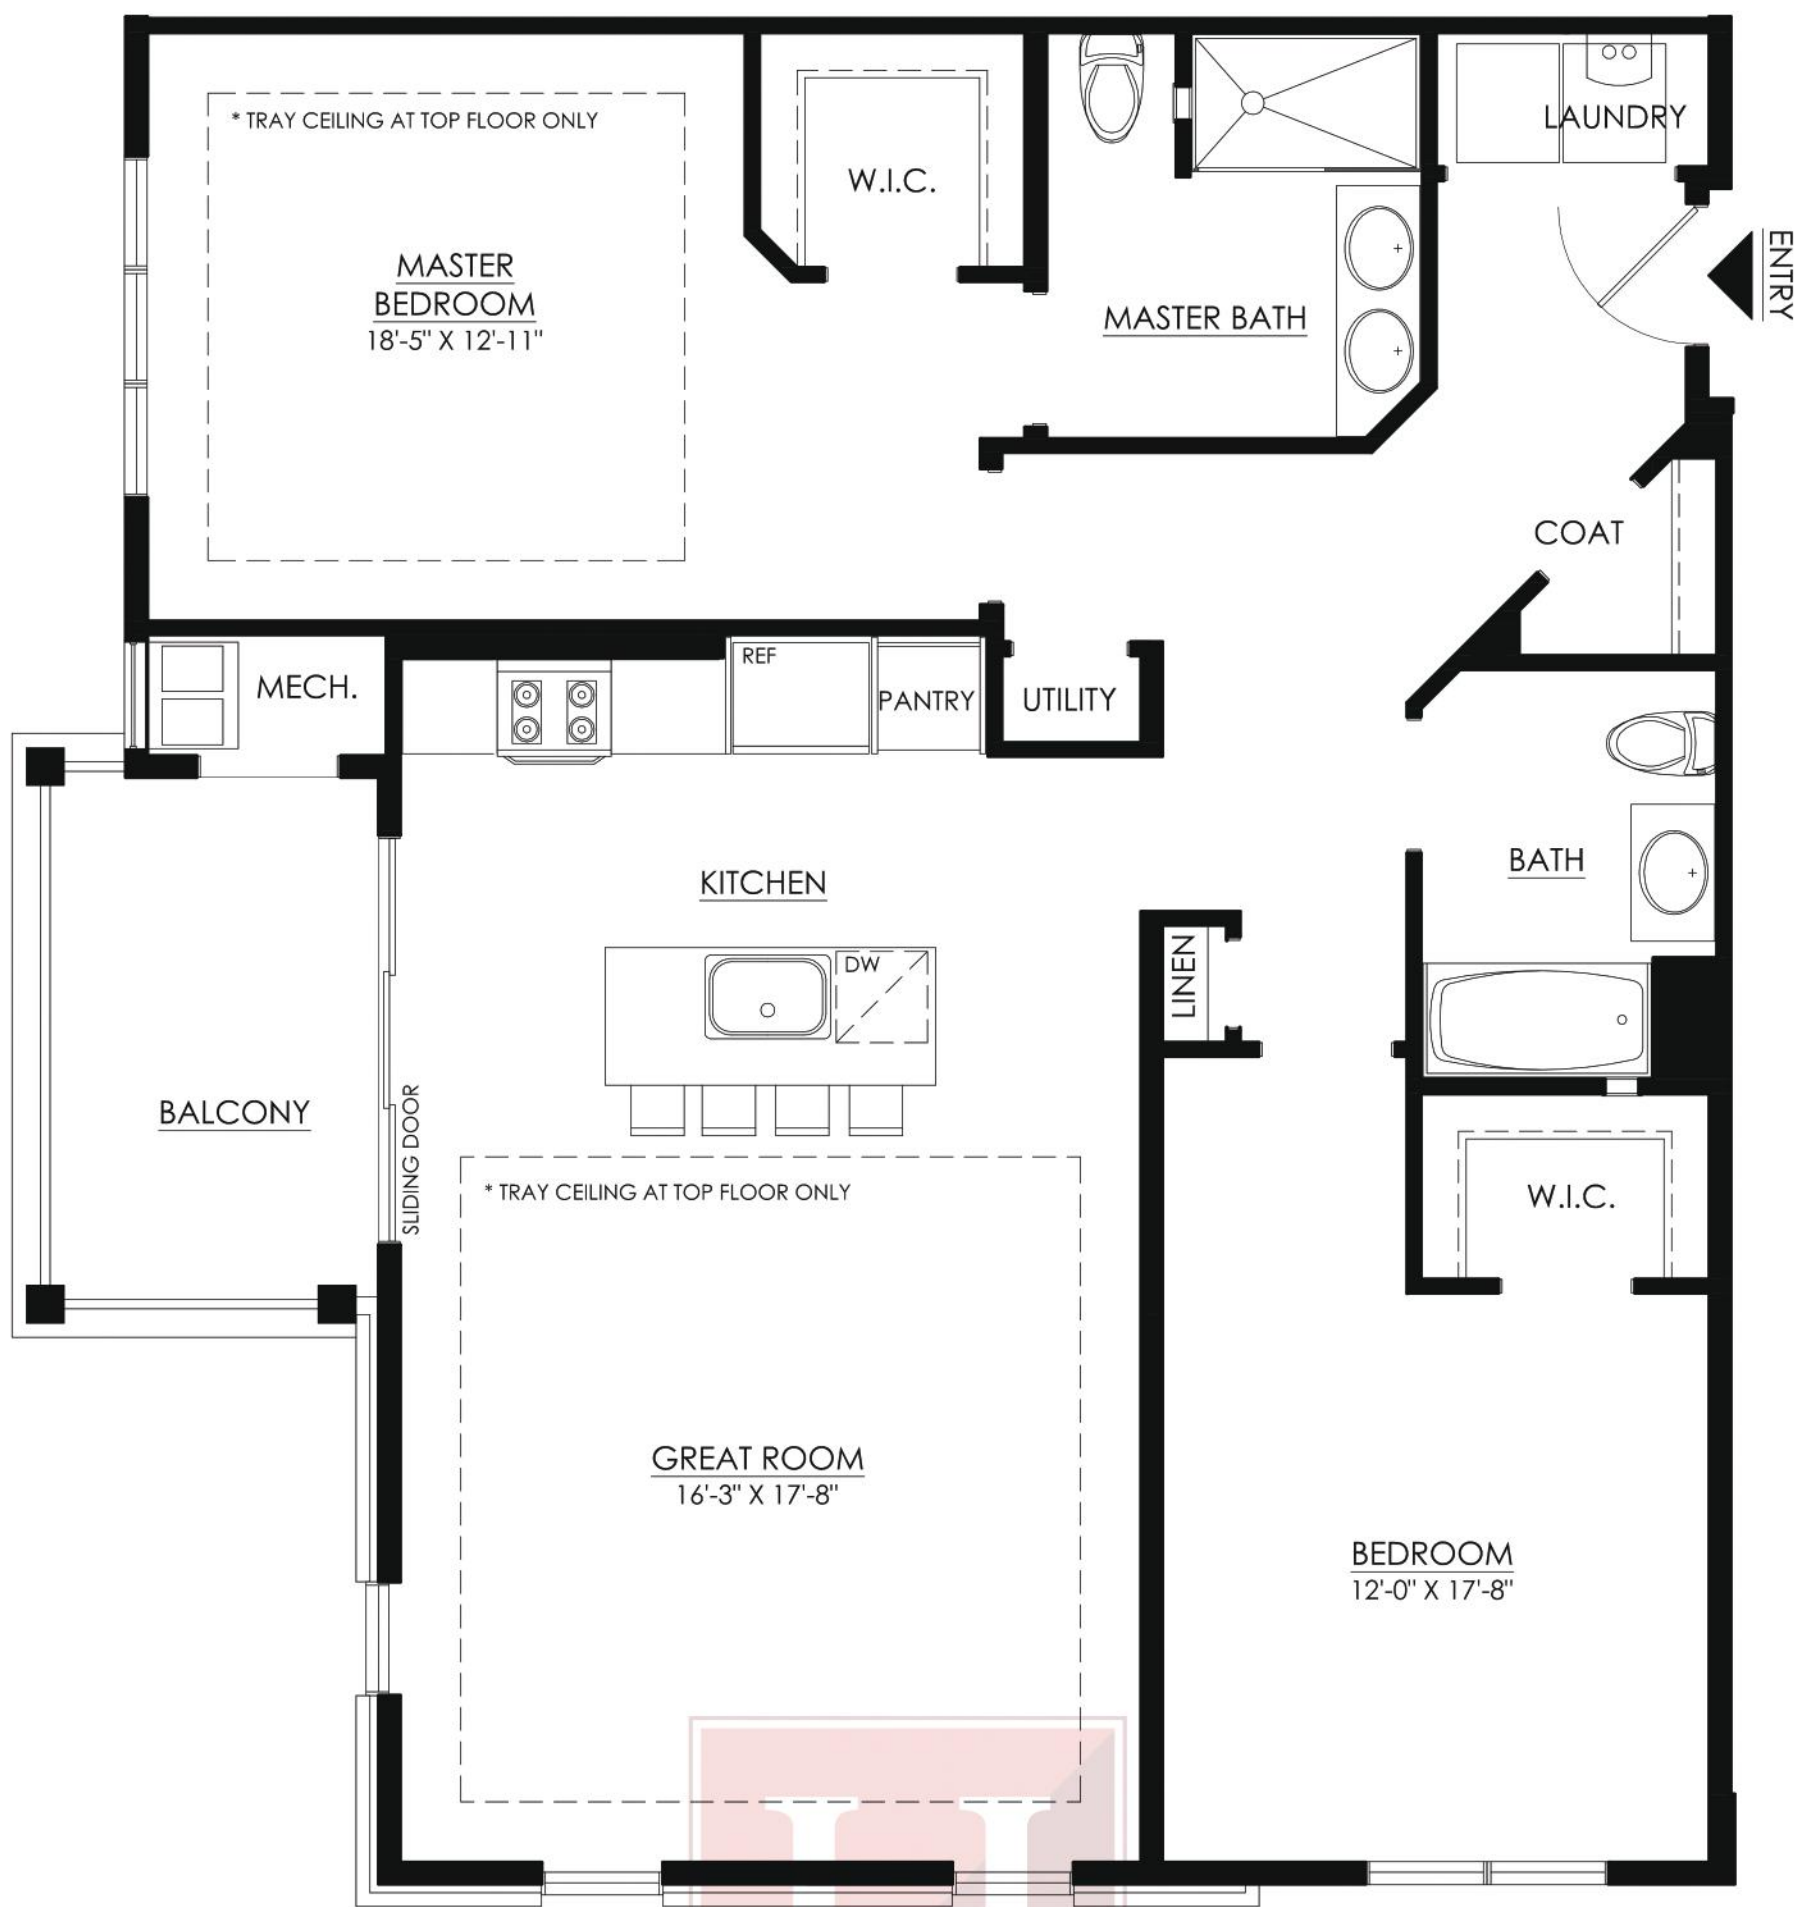 * TRAY CEILING AT TOP FLOOR ONLY
W.I.C.
LAUNDRY
MASTER
BEDROOM
18'-5" X 12'-11"
MASTER BATH
ENTRY
COAT
MECH.
REF
PANTRY
UTILITY
KITCHEN
BATH
DW
LINEN
BALCONY
SLIDING DOOR
* TRAY CEILING AT TOP FLOOR ONLY
W.I.C.
GREAT ROOM
16'-3" X 17'-8"
BEDROOM
12'-0" X 17'-8"